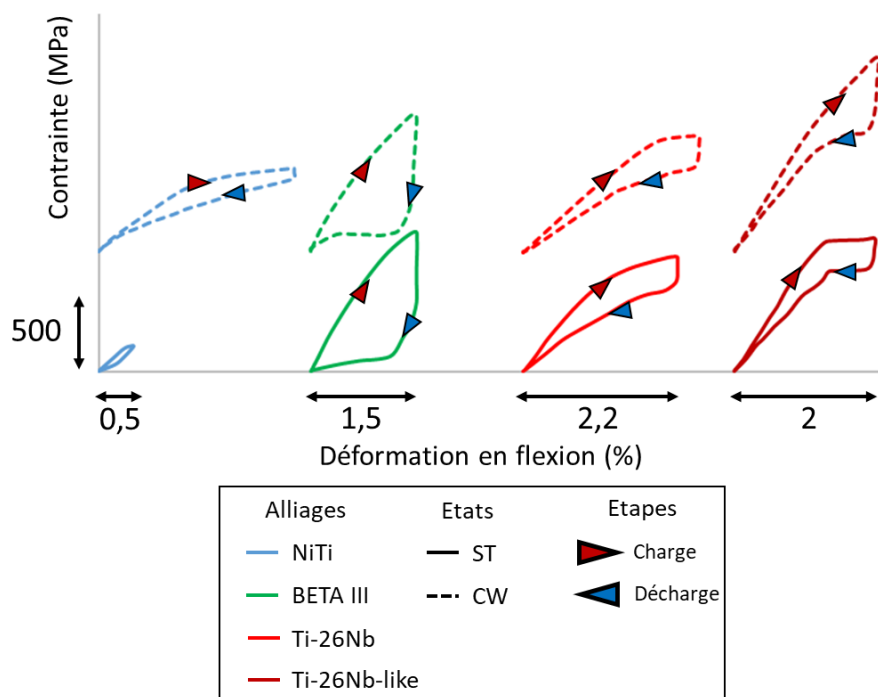 Contrainte (MPa)
500
0,5
1,5
2,2
2
Déformation en flexion (%)
Alliages
Etats
Etapes
NiTi
ST
Charge
BETA III
CW
Décharge
Ti-26Nb
Ti-26Nb-like